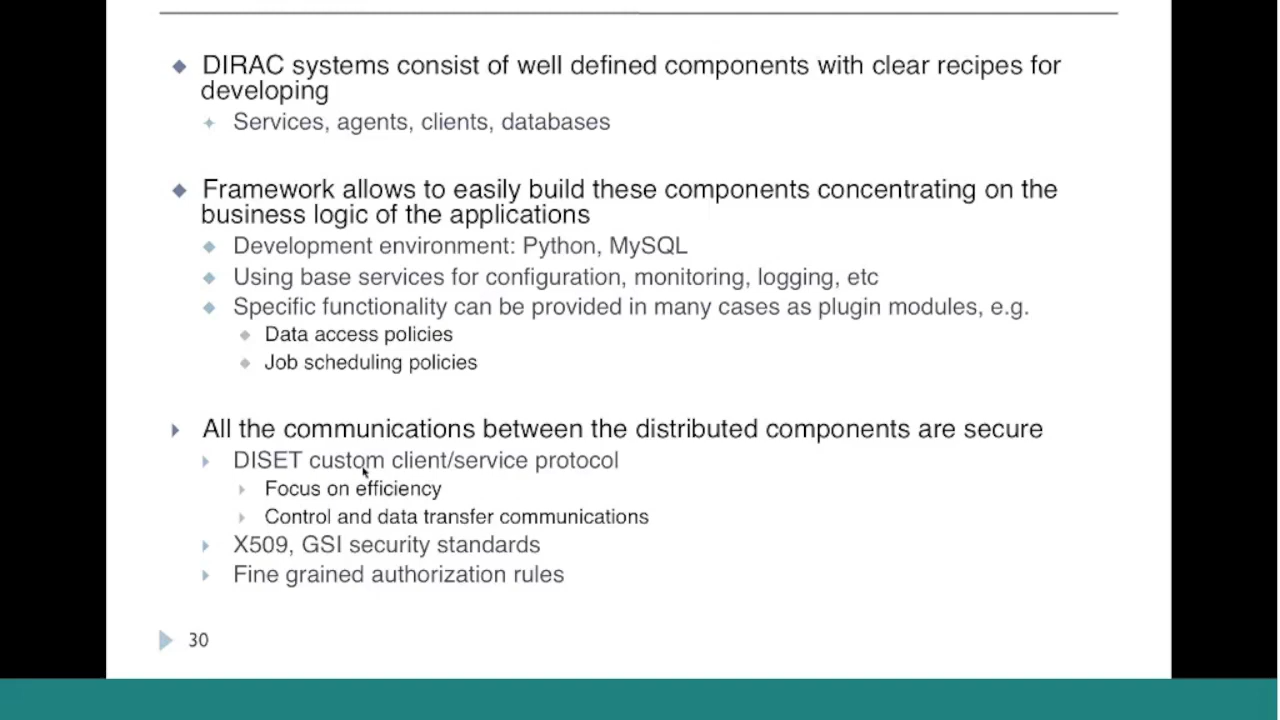 DIRAC systems consist of well defined components with clear recipes for
developing
Services, agents, clients, databases
Framework allows to easily build these components concentrating on the
business logic of the applications
Development environment: Python, MySQL
Using base services for configuration, monitoring, logging, etc
Specific functionality can be provided in many cases as plugin modules, e.g.
Data access policies
Job scheduling policies
All the communications between the distributed components are secure
DISET custom client/service protocol
Focus on efficiency
Control and data transfer communications
X509, GSI security standards
Fine grained authorization rules
30